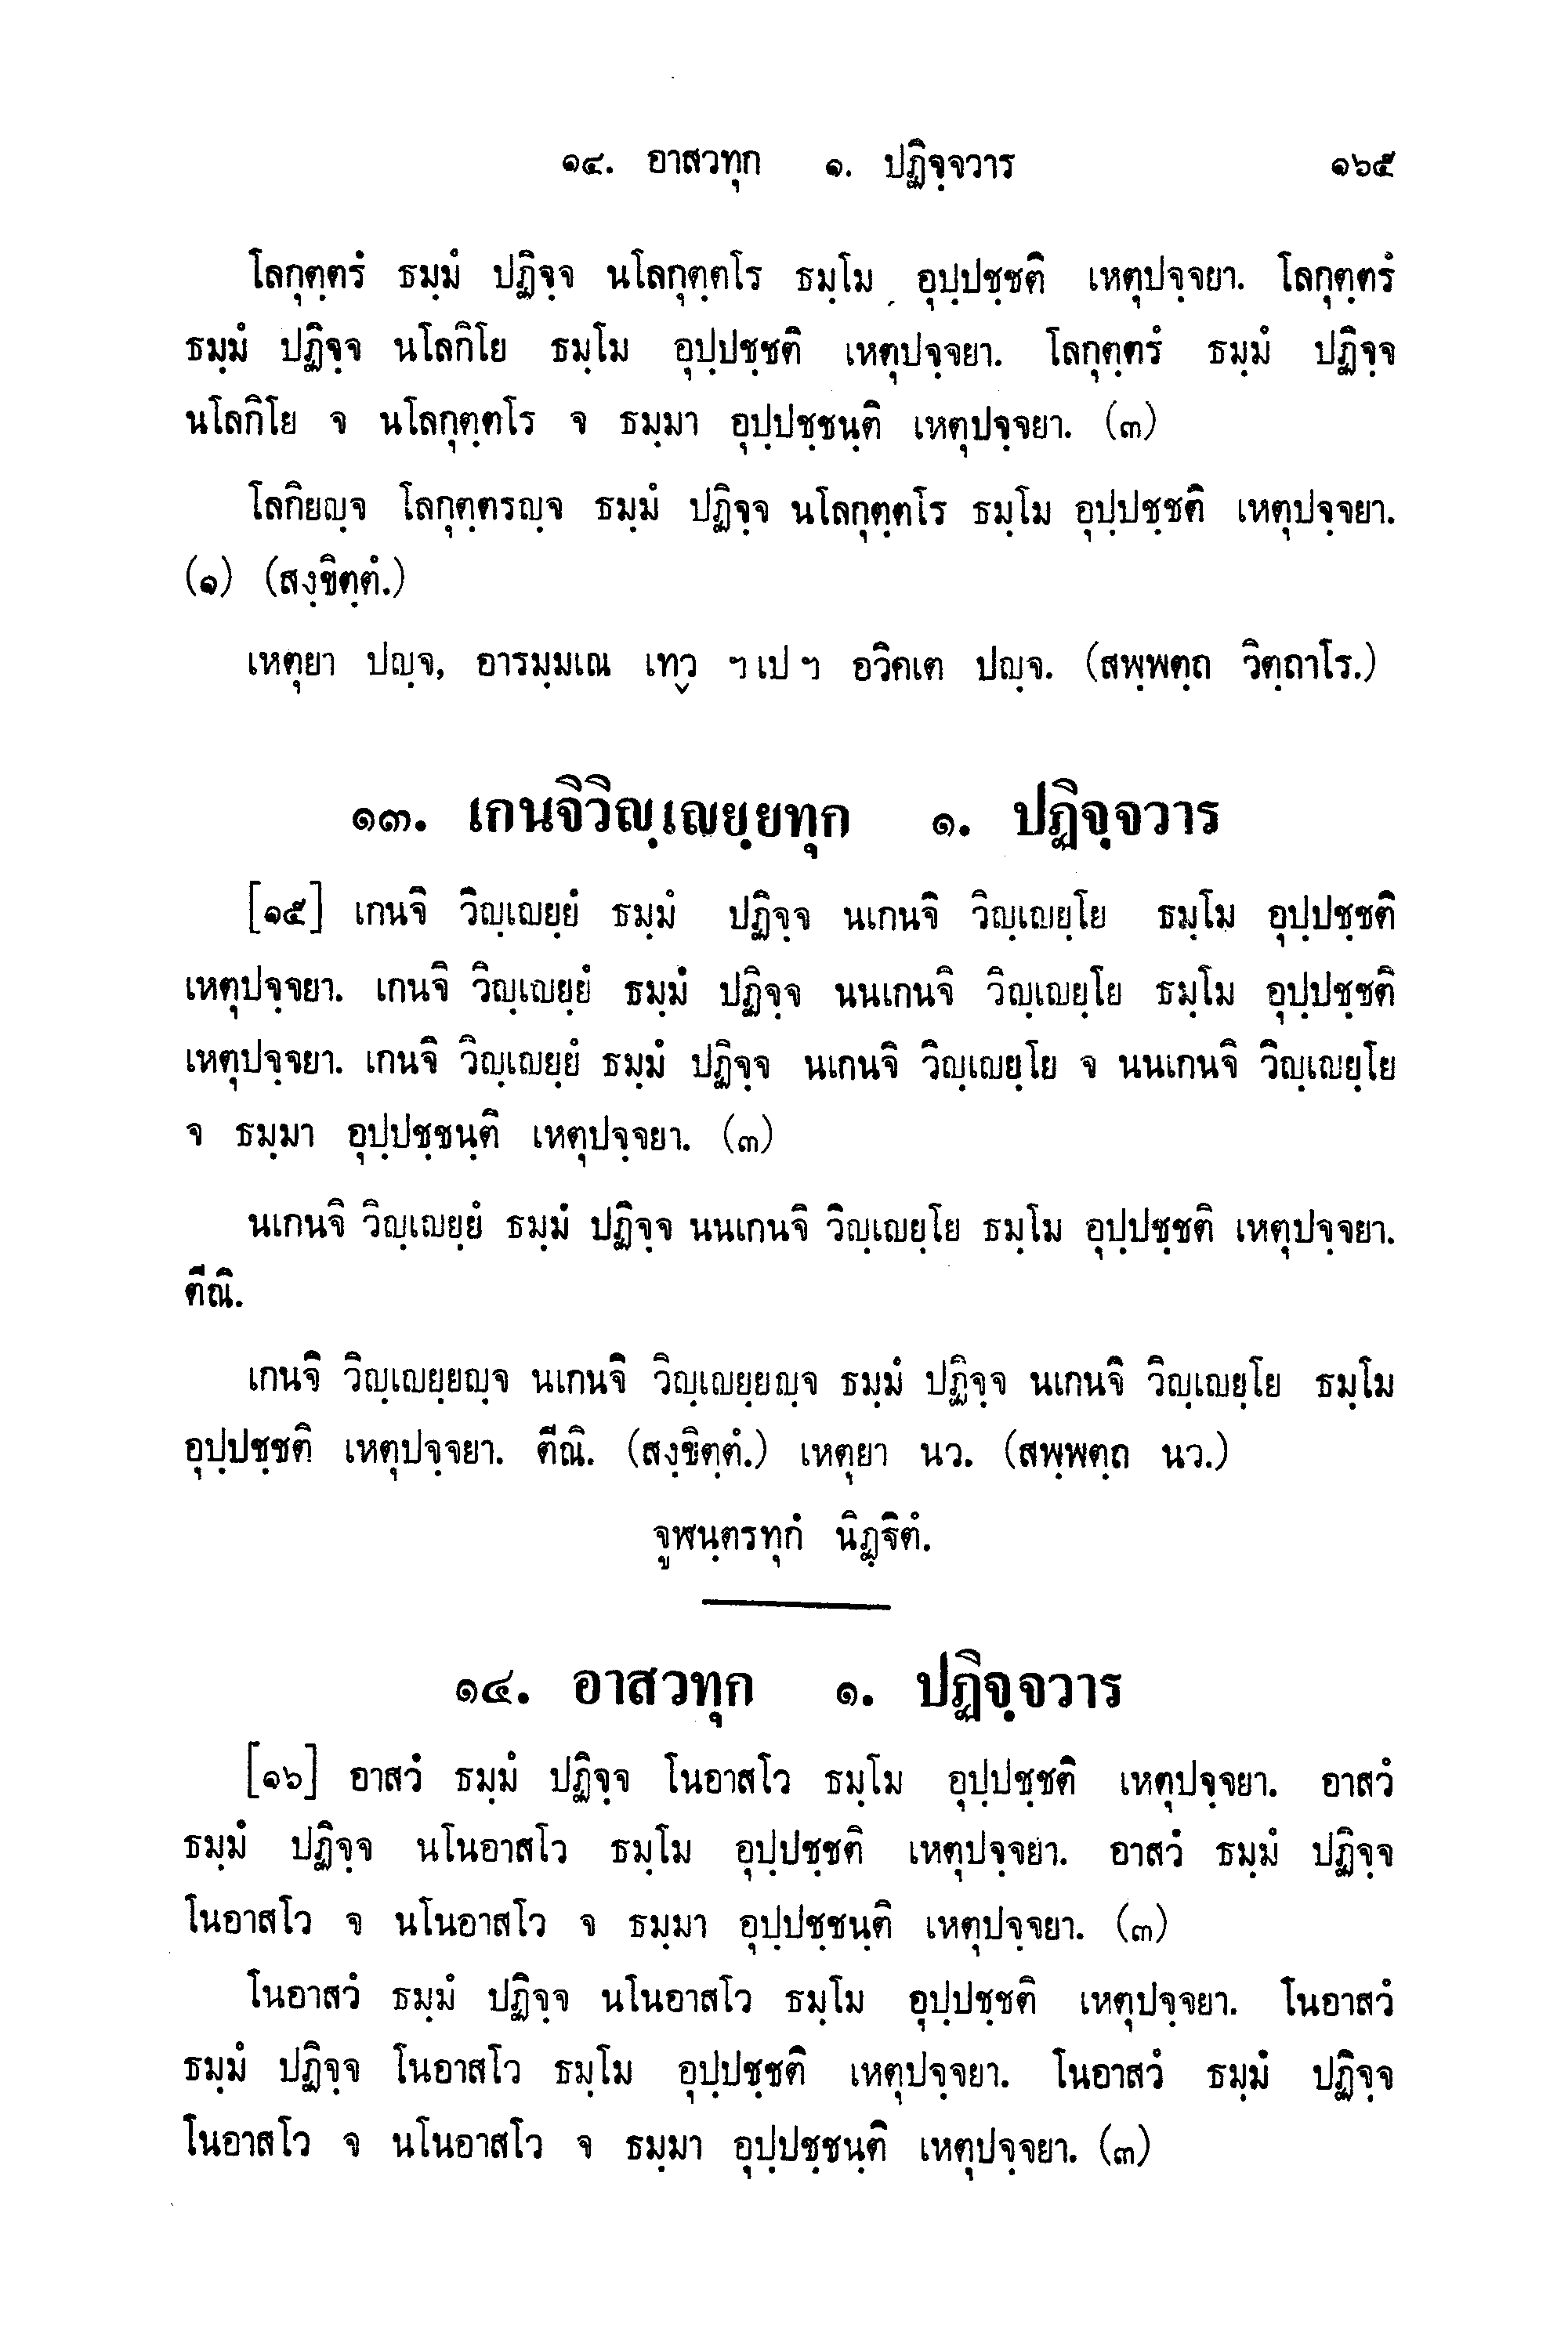 ๑๔. อาสวทุก ๑. ปฏิจฺจวาร ๑๖๕
โลกุตฺตรํ ธมฺมํ ปฏิจฺจ นโลกุตฺตโร ธมฺโม อุปฺปชฺชติ เหตุปจฺจยา. โลกุตฺตรํ
ธมฺมํ ปฏิจฺจ นโลกิโย ธมฺโม อุปฺปชฺชติ เหตุปจฺจยา. โลกุตฺตรํ ธมฺมํ ปฏิจฺจ
นโลกิโย จ นโลกุตฺตโร จ ธมฺมา อุปฺปชฺชนฺติ เหตุปจฺจยา. (๓)
โลกิยญฺจ โลกุตฺตรญฺจ ธมฺมํ ปฏิจฺจ นโลกุตฺตโร ธมฺโม อุปฺปชฺชติ เหตุปจฺจยา.
(๑) (สงฺขิตฺตํ.)
เหตุยา ปญฺจ, อารมฺมเณ เทฺว ฯเปฯ อวิคเต ปญฺจ. (สพฺพตฺถ วิตฺถาโร.)
๑๓. เกนจิวิญฺเญยฺยทุก ๑. ปฏิจฺจวาร
[๑๕] เกนจิ วิญฺเญยฺยํ ธมฺมํ ปฏิจฺจ นเกนจิ วิญฺเญยฺโย ธมฺโม อุปฺปชฺชติ
เหตุปจฺจยา. เกนจิ วิญฺเญยฺยํ ธมฺมํ ปฏิจฺจ นนเกนจิ วิญฺเญยฺโย ธมฺโม อุปฺปชฺชติ
เหตุปจฺจยา. เกนจิ วิญฺเญยฺยํ ธมฺมํ ปฏิจฺจ นเกนจิ วิญฺเญยฺโย จ นนเกนจิ วิญฺเญยฺโย
จ ธมฺมา อุปฺปชฺชนฺติ เหตุปจฺจยา. (๓)
นเกนจิ วิญฺเญยฺยํ ธมฺมํ ปฏิจฺจ นนเกนจิ วิญฺเญยฺโย ธมฺโม อุปฺปชฺชติ เหตุปจฺจยา.
ตีณิ.
เกนจิ วิญฺเญยฺยญฺจ นเกนจิ วิญฺเญยฺยญฺจ ธมฺมํ ปฏิจฺจ นเกนจิ วิญฺเญยฺโย ธมฺโม
อุปฺปชฺชติ เหตุปจฺจยา. ตีณิ. (สงฺขิตฺตํ.) เหตุยา นว. (สพฺพตฺถ นว.)
จูฬนฺตรทุกํ นิฏฺฐิตํ.
๑๔. อาสวทุก ๑. ปฏิจฺจวาร
[๑๖] อาสวํ ธมฺมํ ปฏิจฺจ โนอาสโว ธมฺโม อุปฺปชฺชติ เหตุปจฺจยา. อาสวํ
ธมฺมํ ปฏิจฺจ นโนอาสโว ธมฺโม อุปฺปชฺชติ เหตุปจฺจยา. อาสวํ ธมฺมํ ปฏิจฺจ
โนอาสโว จ นโนอาสโว จ ธมฺมา อุปฺปชฺชนฺติ เหตุปจฺจยา. (๓)
โนอาสวํ ธมฺมํ ปฏิจฺจ นโนอาสโว ธมฺโม อุปฺปชฺชติ เหตุปจฺจยา. โนอาสวํ
ธมฺมํ ปฏิจฺจ โนอาสโว ธมฺโม อุปฺปชฺชติ เหตุปจฺจยา. โนอาสวํ ธมฺมํ ปฏิจฺจ
โนอาสโว จ นโนอาสโว จ ธมฺมา อุปฺปชฺชนฺติ เหตุปจฺจยา. (๓)